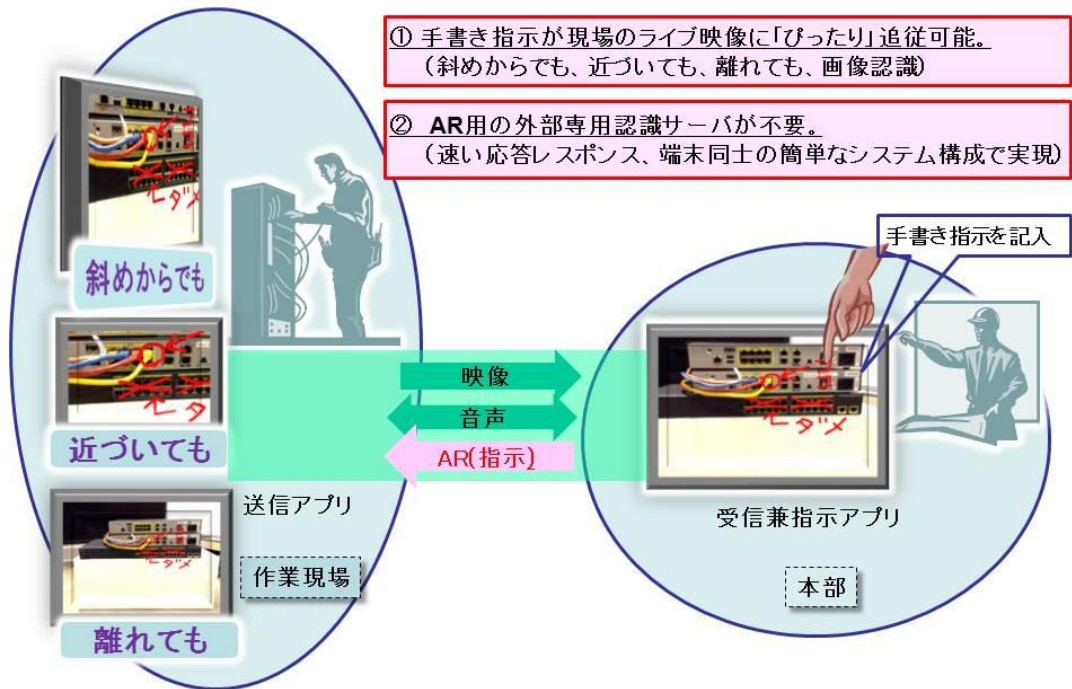 ① 手書き指示が現場のライブ映像に「ぴったり」追従可能。
（斜めからでも、近づいても、離れても、画像認識）
② AR用の外部専用認識サーバが不要。
（速い応答レスポンス、端末同士の簡単なシステム構成で実現）
手書き指示を記入
ダメ
斜めからでも
映像
音声
AR(指示)
ダメ
ダ
近づいても
送信アプリ
受信兼指示アプリ
ダメ
作業現場
本部
離れても